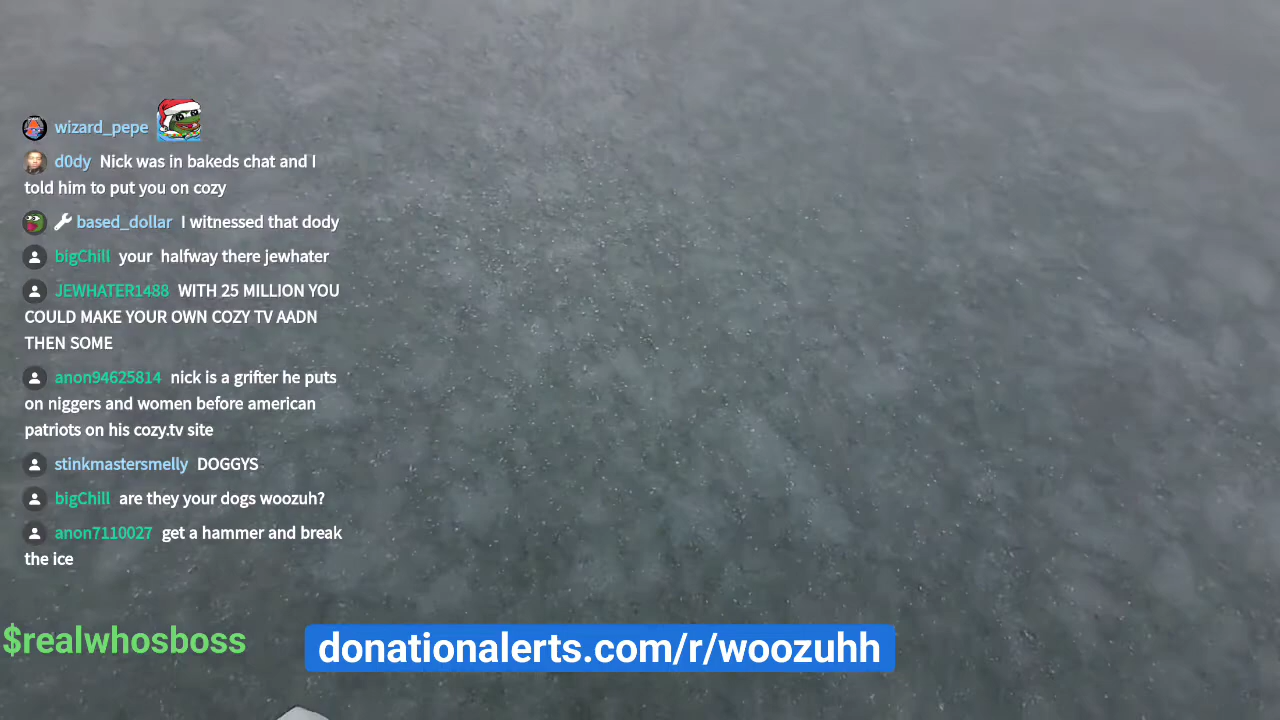 wizard_pepe
d0dy Nick was in bakeds chat and I
told him to put you on cozy
based_dollar I witnessed that dody
bigChill your halfway there jewhater
JEWHATER1488 WITH 25 MILLION YOU
COULD MAKE YOUR OWN COZY TV AADN
THEN SOME
anon94625814 nick is a grifter he puts
on niggers and women before american
patriots on his cozy.tv site
stinkmastersmelly DOGGYS
bigChill are they your dogs woozuh?
anon7110027 get a hammer and break
the ice
$realwhosboss
donationalerts.com/r/woozuhh